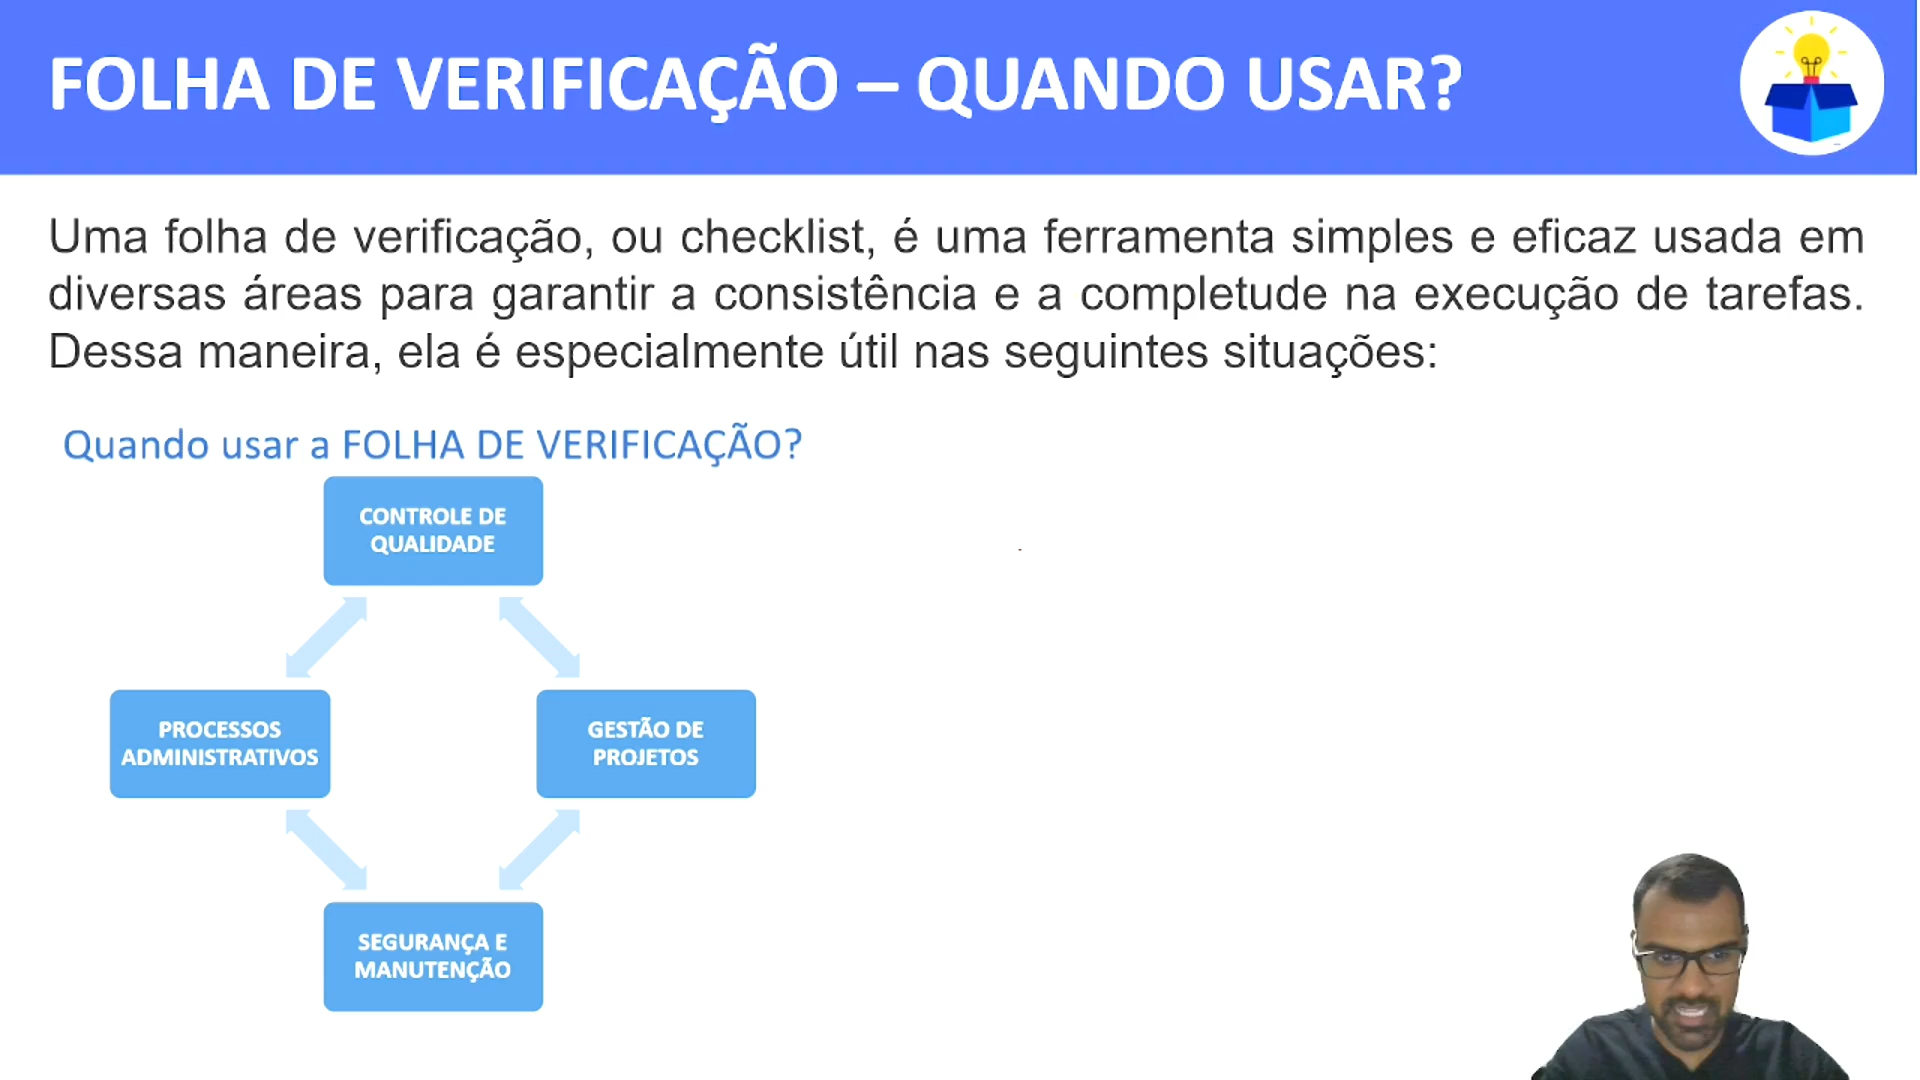 FOLHA DE VERIFICAÇÃO – QUANDO USAR?
Uma folha de verificação, ou checklist, é uma ferramenta simples e eficaz usada em
diversas áreas para garantir a consistência e a completude na execução de tarefas.
Dessa maneira, ela é especialmente útil nas seguintes situações:
Quando usar a FOLHA DE VERIFICAÇÃO?
CONTROLE DE
QUALIDADE
PROCESSOS
ADMINISTRATIVOS
GESTÃO DE
PROJETOS
SEGURANÇA E
MANUTENÇÃO